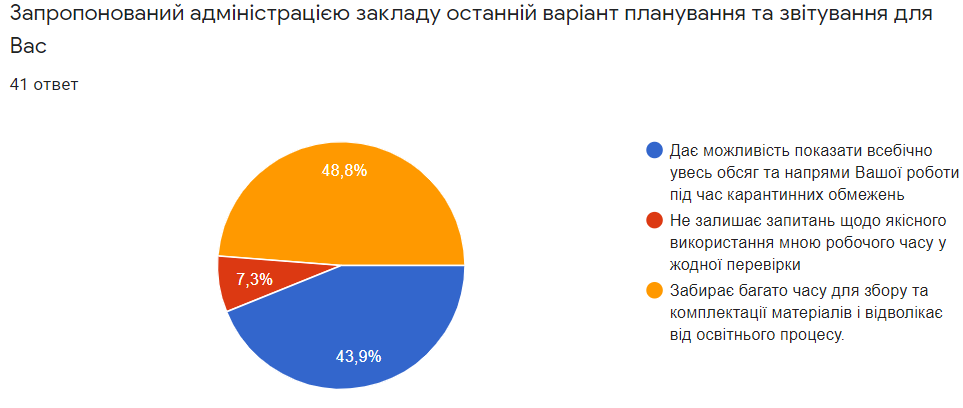 Запропонований адміністрацією закладу останній варіант планування та звітування для
Вас
41 ответ
48,8%
7,3%
43,9%
Дає можливість показати всебічно
увесь обсяг та напрями Вашої роботи
під час карантинних обмежень
Не залишає запитань щодо якісного
використання мною робочого часу у
жодної перевірки
Забирає багато часу для збору та
комплектації матеріалів і відволікає
від освітнього процесу.